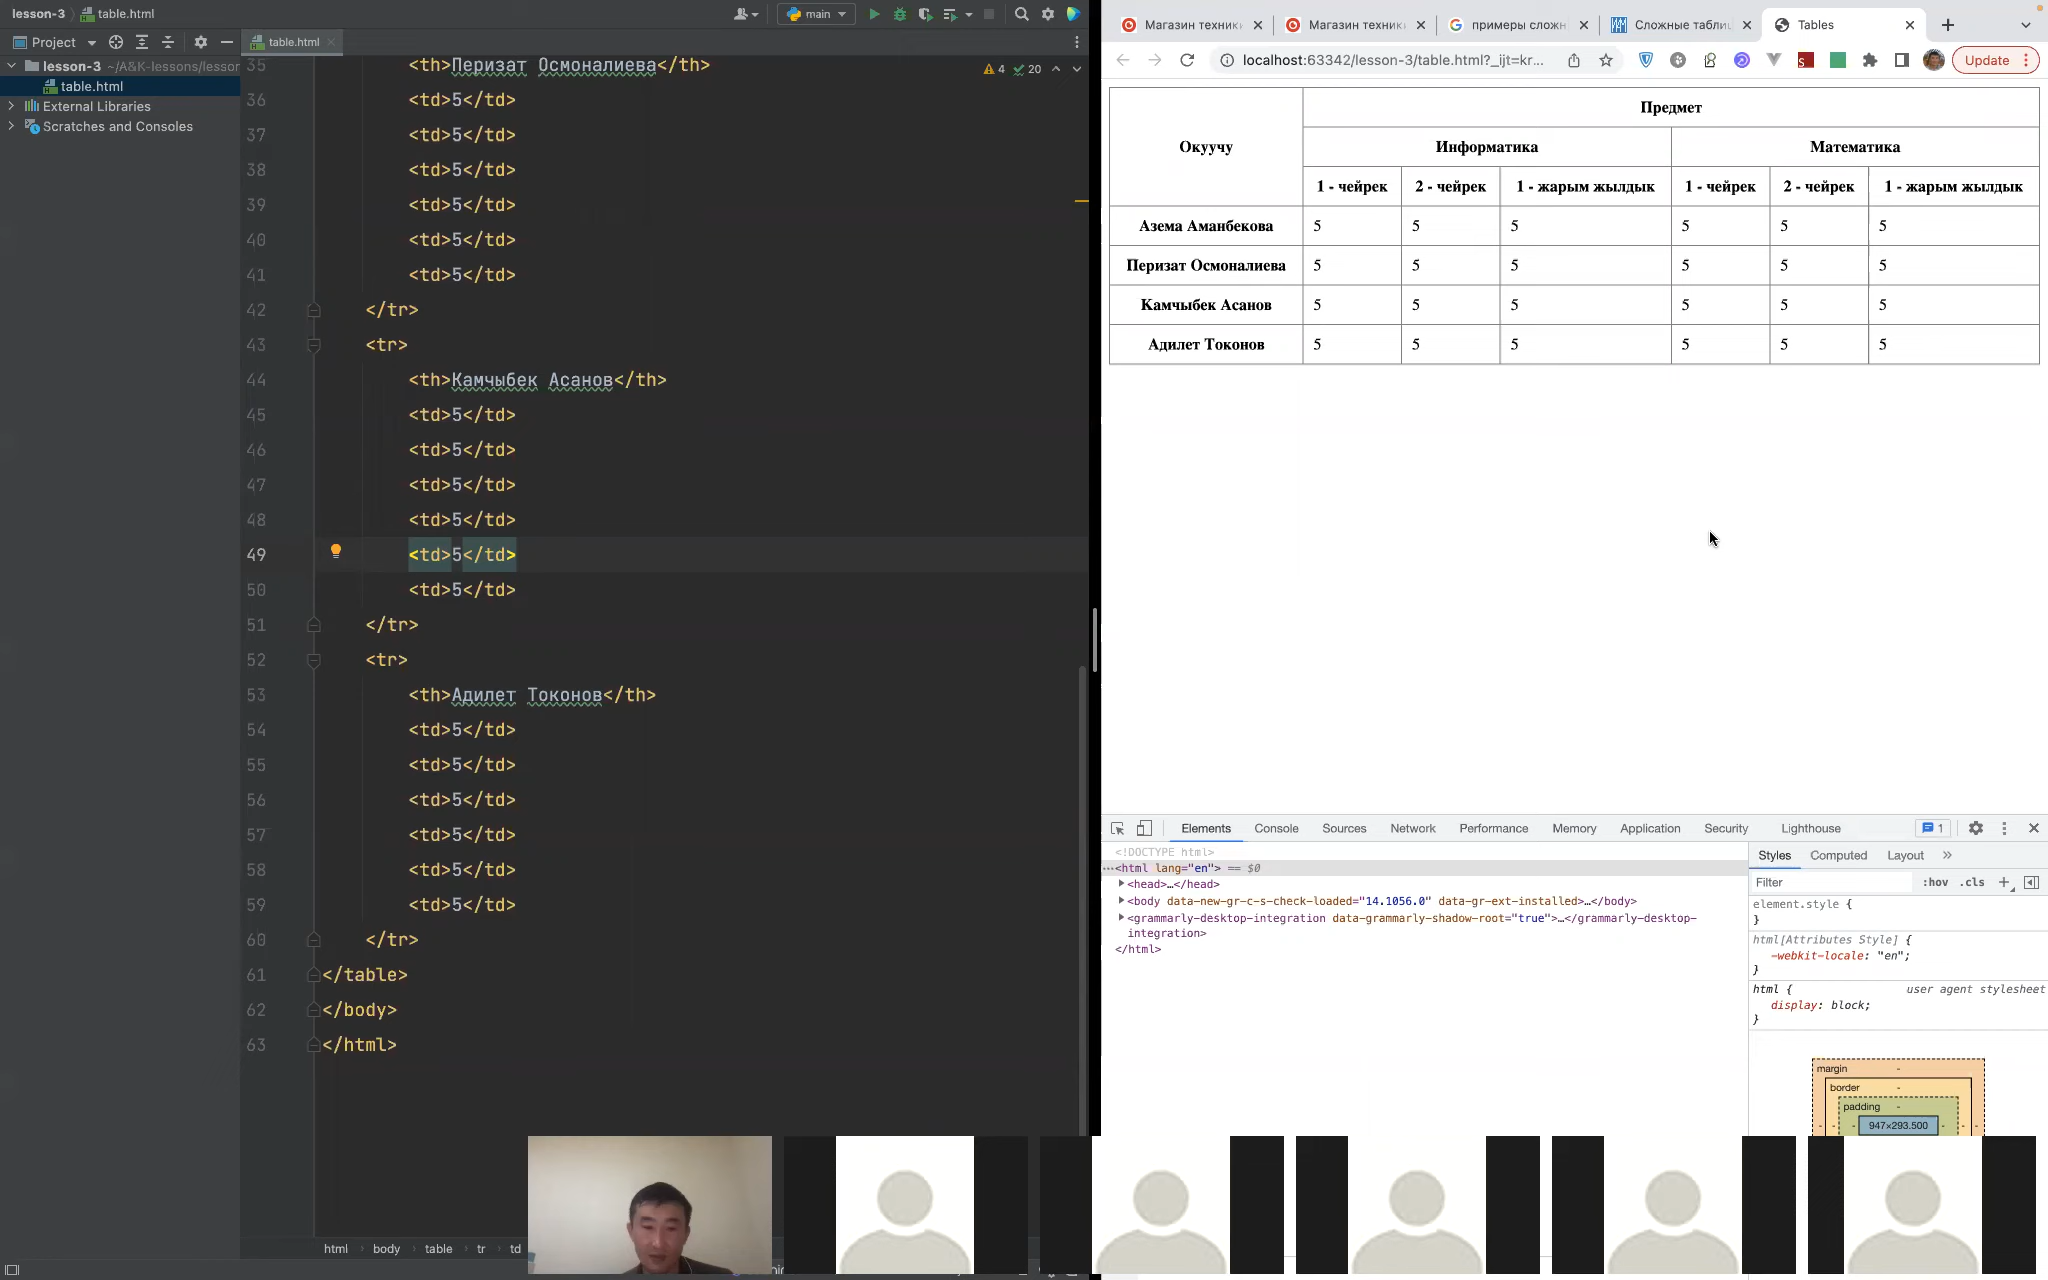 lesson-3 › table.html
main
Project
table.html
lesson-3 ~/A&K-lessons/lesson
table.html
External Libraries
Scratches and Consoles
4 20
35 <th>Перизат Осмоналиева</th>
36 <td>5</td>
37 <td>5</td>
38 <td>5</td>
39 <td>5</td>
40 <td>5</td>
41 <td>5</td>
42 </tr>
43 <tr>
44 <th>Камчыбек Асанов</th>
45 <td>5</td>
46 <td>5</td>
47 <td>5</td>
48 <td>5</td>
49 <td>5</td>
50 <td>5</td>
51 </tr>
52 <tr>
53 <th>Адилет Токонов</th>
54 <td>5</td>
55 <td>5</td>
56 <td>5</td>
57 <td>5</td>
58 <td>5</td>
59 <td>5</td>
60 </tr>
61 </table>
62 </body>
63 </html>
html › body › table › tr › td
Магазин техники Магазин техники примеры сложн Сложные таблиц Tables
localhost:63342/lesson-3/table.html?_ijt=kr... Update
Окуучу Предмет
Информатика Математика
1 - чейрек 2 - чейрек 1 - жарым жылдык 1 - чейрек 2 - чейрек 1 - жарым жылдык
Азема Аманбекова 5 5 5 5 5 5
Перизат Осмоналиева 5 5 5 5 5 5
Камчыбек Асанов 5 5 5 5 5 5
Адилет Токонов 5 5 5 5 5 5
Elements Console Sources Network Performance Memory Application Security Lighthouse 1
<!DOCTYPE html>
<html lang="en"> == $0
<head>…</head>
<body data-new-gr-c-s-check-loaded="14.1056.0" data-gr-ext-installed>…</body>
<grammarly-desktop-integration data-grammarly-shadow-root="true">…</grammarly-desktop-
integration>
</html>
Styles Computed Layout »
Filter :hov .cls +
element.style {
}
html[Attributes Style] {
-webkit-locale: "en";
}
html { user agent stylesheet
display: block;
}
margin -
border -
padding -
- - - 947×293.500 - - -